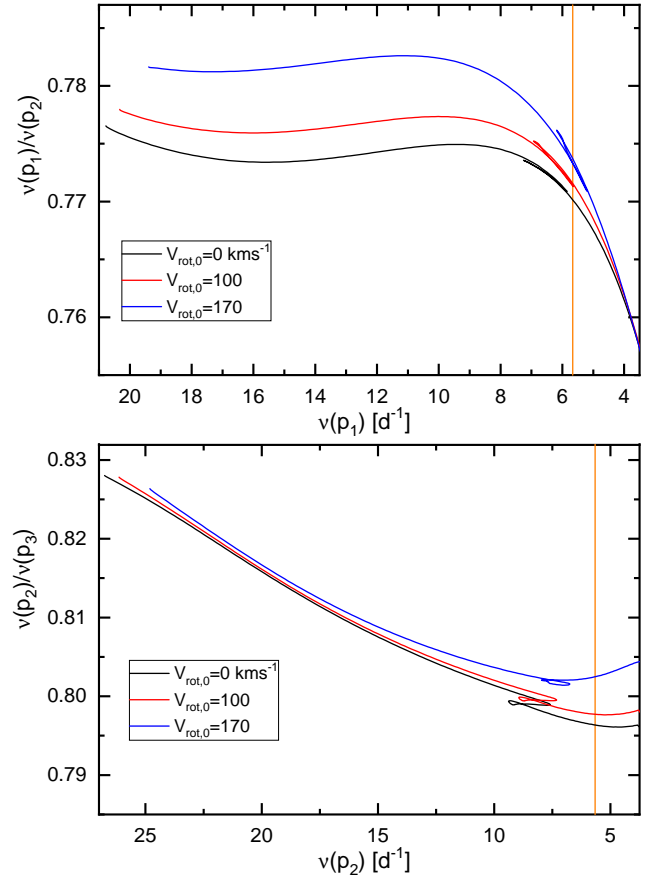 ν(p₁)/ν(p₂)
0.78
0.77
0.76
V_rot,0=0 kms⁻¹
V_rot,0=100
V_rot,0=170
20 18 16 14 12 10 8 6 4
ν(p₁) [d⁻¹]
ν(p₂)/ν(p₃)
0.83
0.82
0.81
0.80
0.79
V_rot,0=0 kms⁻¹
V_rot,0=100
V_rot,0=170
25 20 15 10 5
ν(p₂) [d⁻¹]